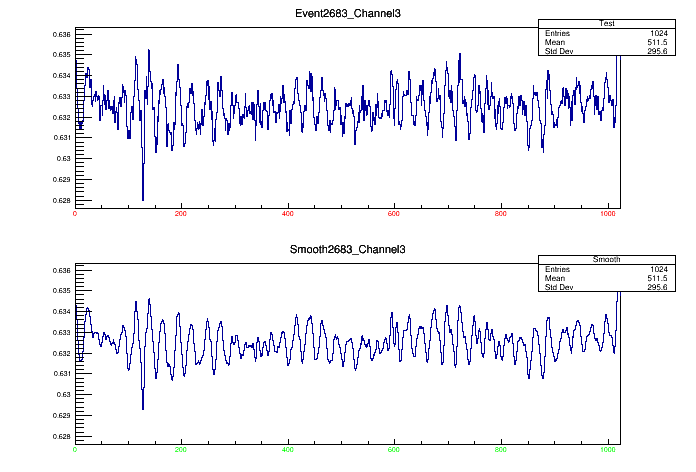 Event2683_Channel3
Test
Entries 1024
Mean 511.5
Std Dev 295.6
0.636
0.635
0.634
0.633
0.632
0.631
0.63
0.629
0.628
0 200 400 600 800 1000
Smooth2683_Channel3
Smooth
Entries 1024
Mean 511.5
Std Dev 295.6
0.636
0.635
0.634
0.633
0.632
0.631
0.63
0.629
0.628
0 200 400 600 800 1000